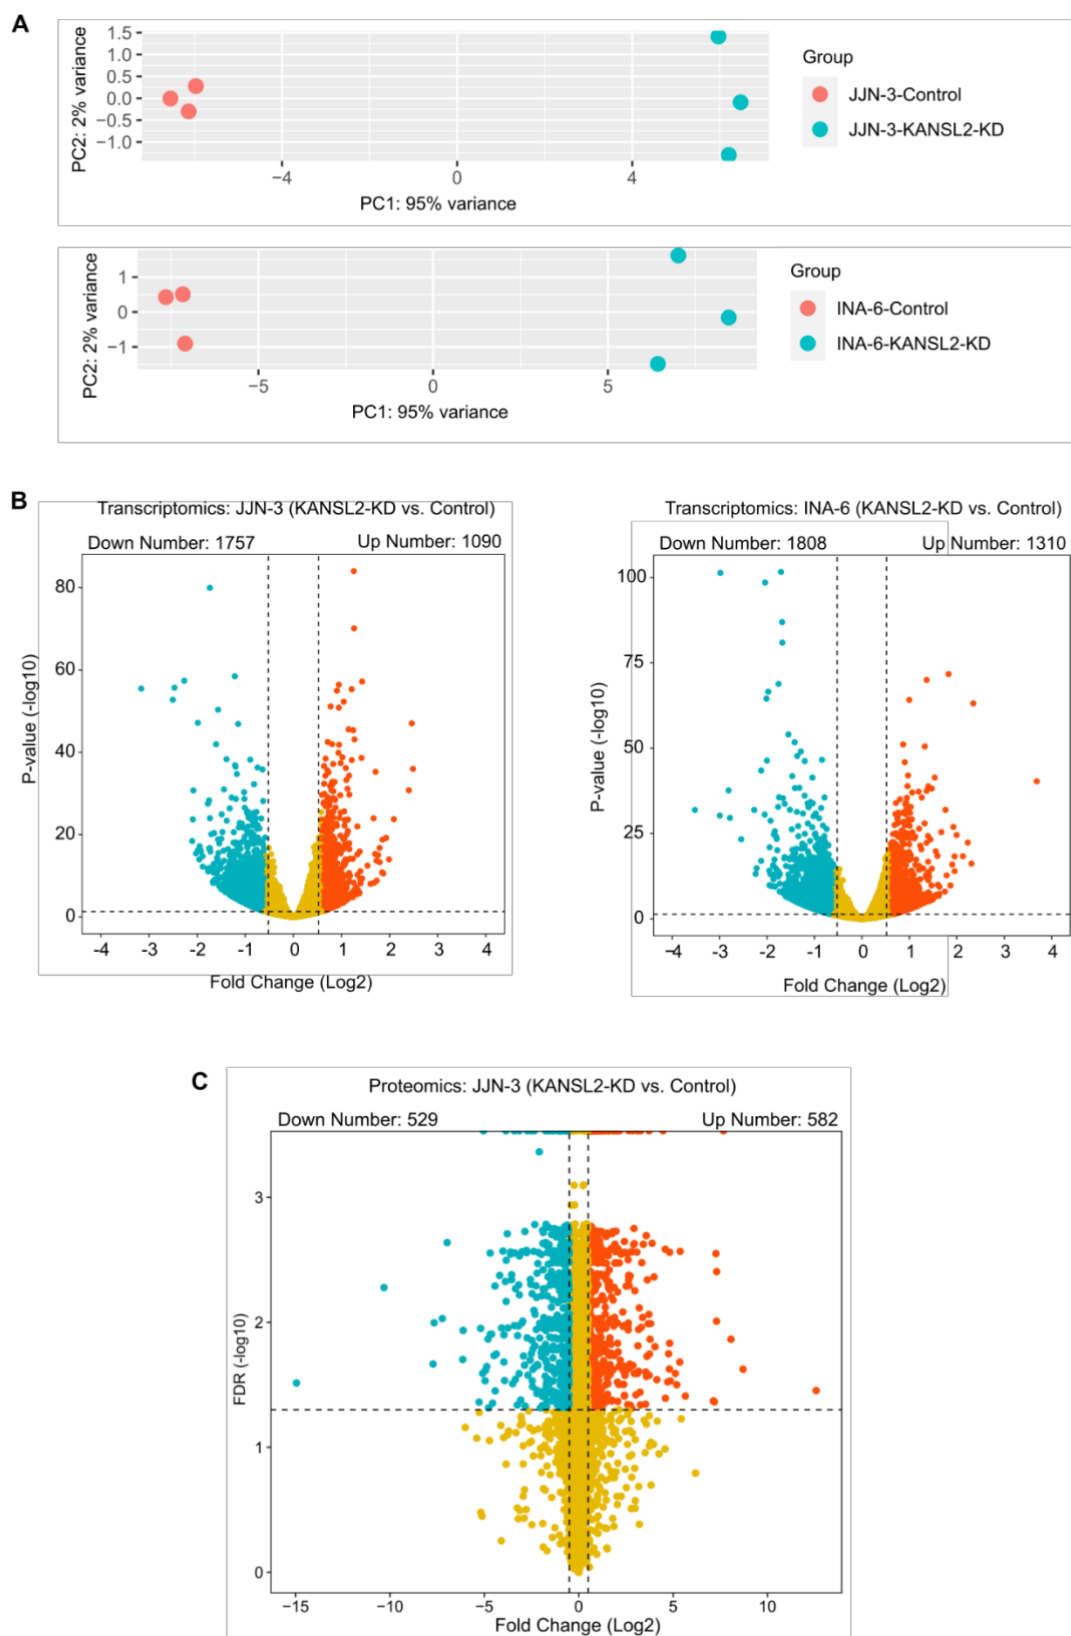 A
PC2: 2% variance
1.5
1.0
0.5
0.0
−0.5
−1.0
−4
0
4
PC1: 95% variance
Group
JJN-3-Control
JJN-3-KANSL2-KD
PC2: 2% variance
1
0
−1
−5
0
5
PC1: 95% variance
Group
INA-6-Control
INA-6-KANSL2-KD
B
Transcriptomics: JJN-3 (KANSL2-KD vs. Control)
Down Number: 1757
Up Number: 1090
P-value (-log10)
80
60
40
20
0
-4 -3 -2 -1 0 1 2 3 4
Fold Change (Log2)
Transcriptomics: INA-6 (KANSL2-KD vs. Control)
Down Number: 1808
Up Number: 1310
P-value (-log10)
100
75
50
25
0
−4 −3 −2 -1 0 1 2 3 4
Fold Change (Log2)
C
Proteomics: JJN-3 (KANSL2-KD vs. Control)
Down Number: 529
Up Number: 582
FDR (-log10)
3
2
1
0
−15 −10 −5 0 5 10
Fold Change (Log2)